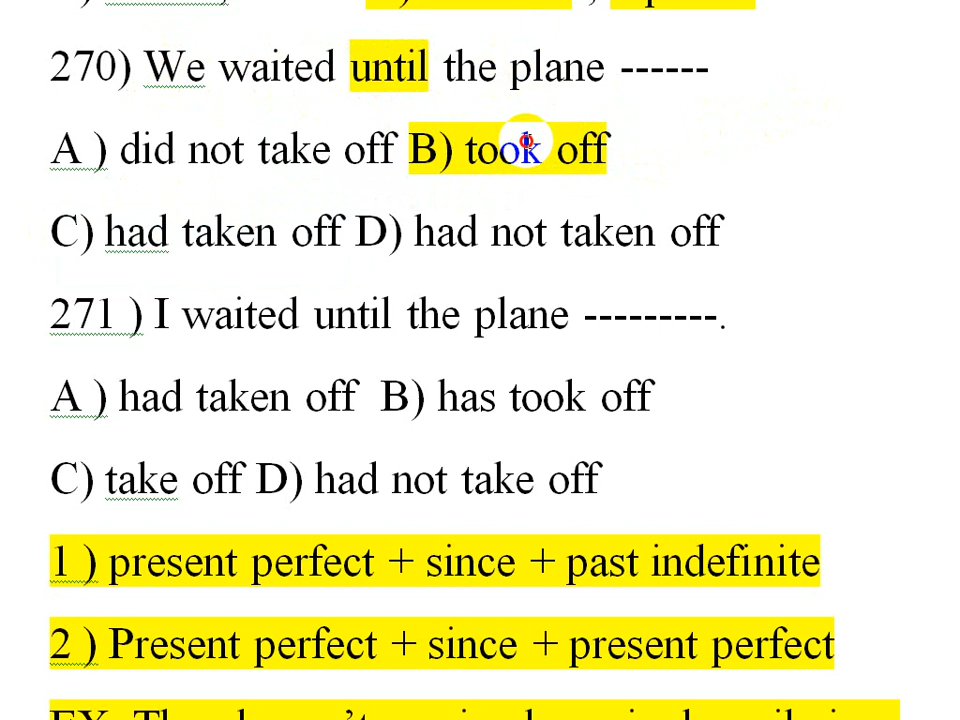 270) We waited until the plane ------
A ) did not take off B) took off
C) had taken off D) had not taken off
271 ) I waited until the plane ---------.
A ) had taken off B) has took off
C) take off D) had not take off
1 ) present perfect + since + past indefinite
2 ) Present perfect + since + present perfect